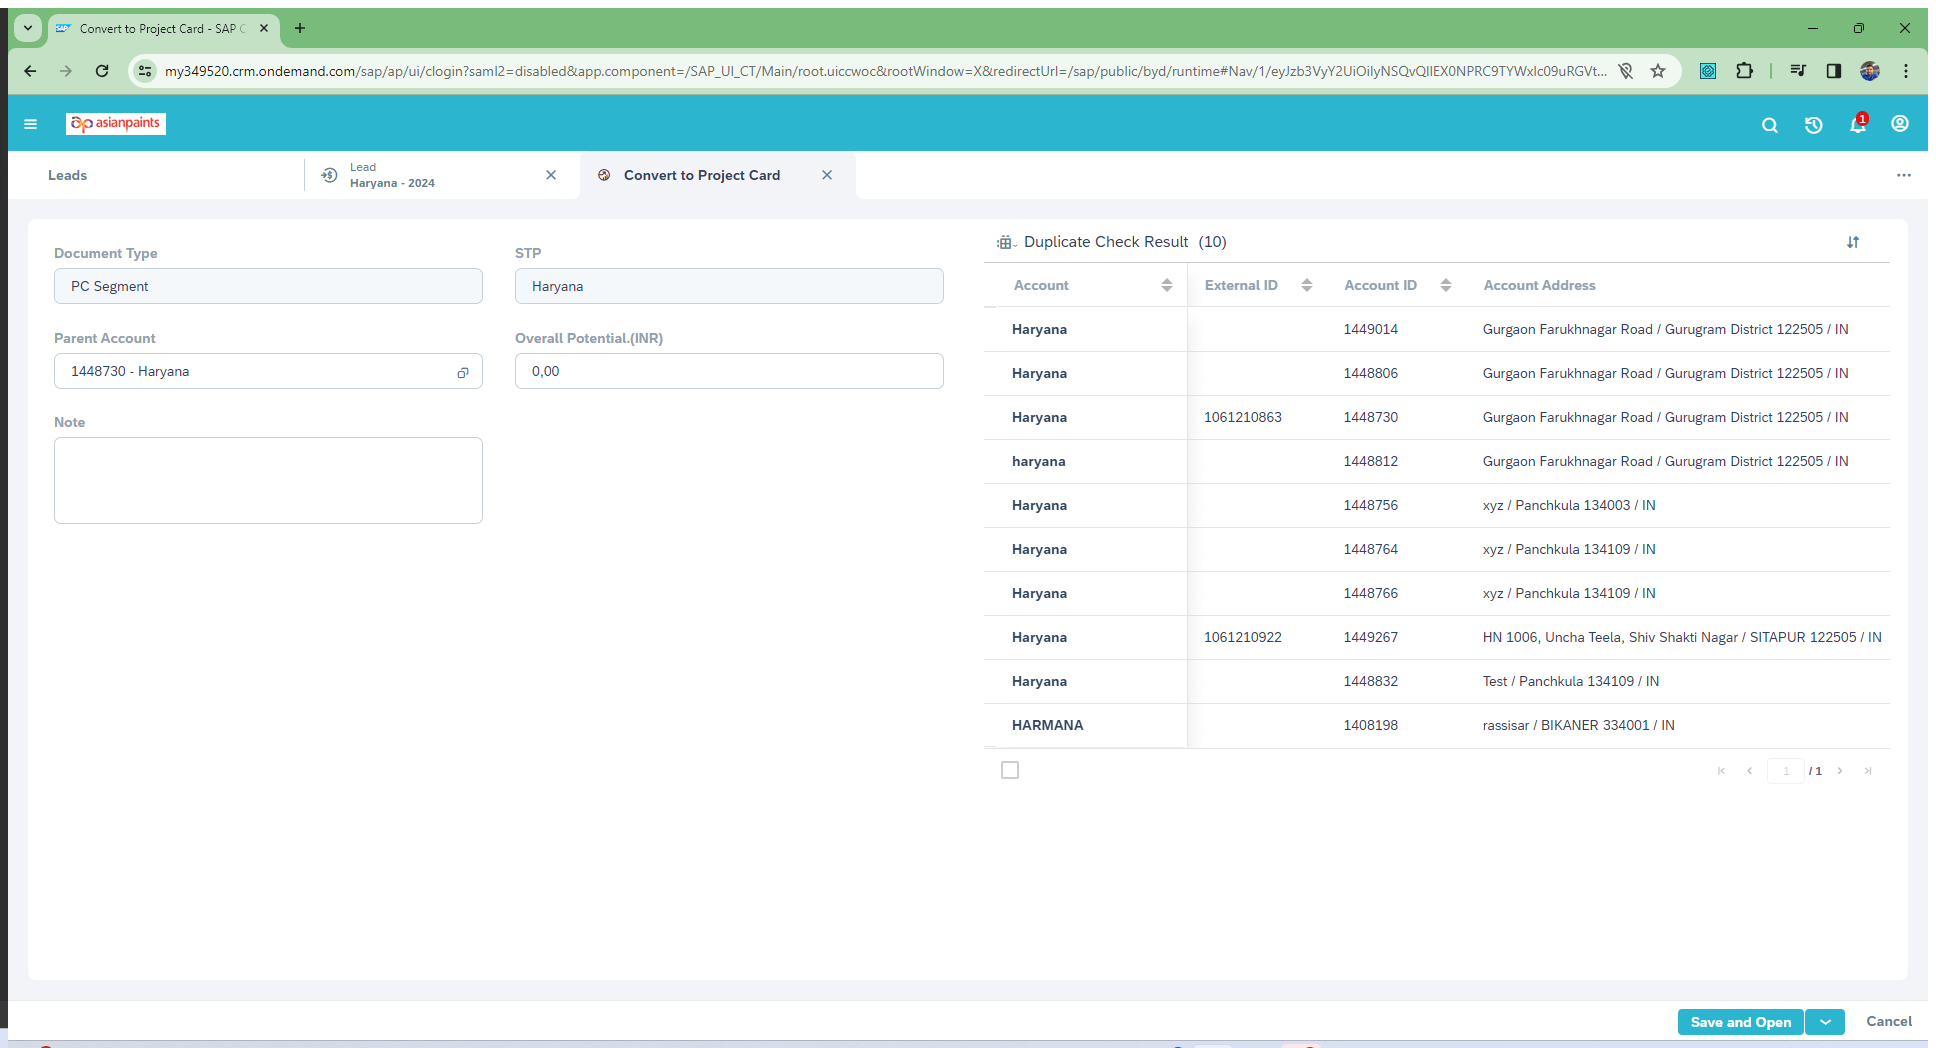 Convert to Project Card - SAP C
my349520.crm.ondemand.com/sap/ap/ui/clogin?saml2=disabled&app.component=/SAP_UI_CT/Main/root.uiccwoc&rootWindow=X&redirectUrl=/sap/public/byd/runtime#Nav/1/eyJzb3VyY2UiOiIyNSQvQIIEX0NPRC9TYWxlc09uRGVt...
asianpaints
1
Leads
Lead
Haryana - 2024
Convert to Project Card
Document Type
PC Segment
STP
Haryana
Parent Account
1448730 - Haryana
Overall Potential.(INR)
0,00
Note
Duplicate Check Result (10)
Account External ID Account ID Account Address
Haryana 1449014 Gurgaon Farukhnagar Road / Gurugram District 122505 / IN
Haryana 1448806 Gurgaon Farukhnagar Road / Gurugram District 122505 / IN
Haryana 1061210863 1448730 Gurgaon Farukhnagar Road / Gurugram District 122505 / IN
haryana 1448812 Gurgaon Farukhnagar Road / Gurugram District 122505 / IN
Haryana 1448756 xyz / Panchkula 134003 / IN
Haryana 1448764 xyz / Panchkula 134109 / IN
Haryana 1448766 xyz / Panchkula 134109 / IN
Haryana 1061210922 1449267 HN 1006, Uncha Teela, Shiv Shakti Nagar / SITAPUR 122505 / IN
Haryana 1448832 Test / Panchkula 134109 / IN
HARMANA 1408198 rassisar / BIKANER 334001 / IN
1 / 1
Save and Open
Cancel